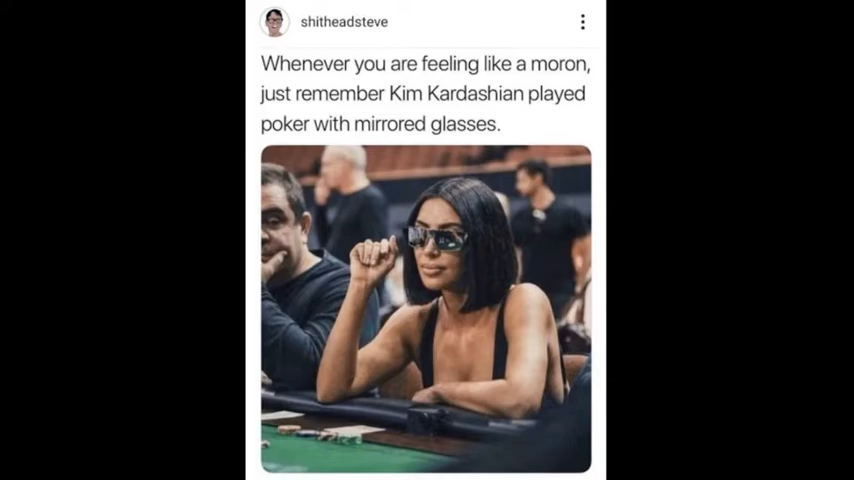 shitheadsteve
Whenever you are feeling like a moron,
just remember Kim Kardashian played
poker with mirrored glasses.